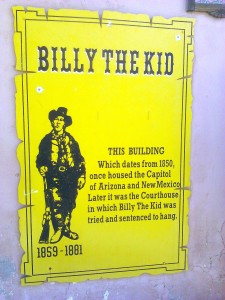 BILLY THE KID
THIS BUILDING
Which dates from 1850,
once housed the Capitol
of Arizona and New Mexico
Later it was the Courthouse
in which Billy The Kid was
tried and sentenced to hang.
1859-1881